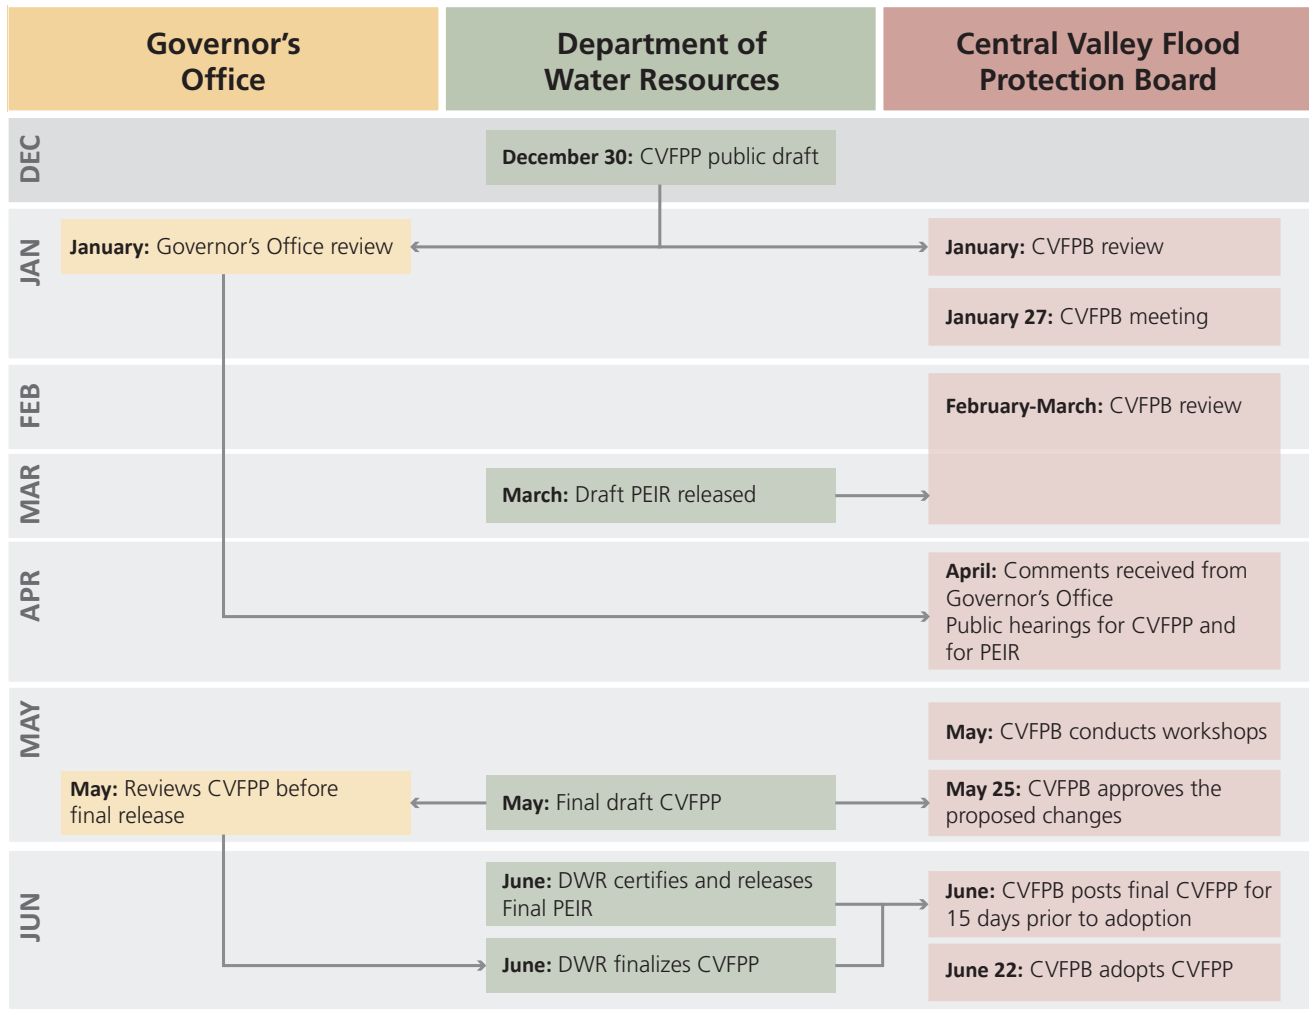 Governor's
Office
Department of
Water Resources
Central Valley Flood
Protection Board
DEC
December 30: CVFPP public draft
JAN
January: Governor's Office review
January: CVFPB review
January 27: CVFPB meeting
FEB
February-March: CVFPB review
MAR
March: Draft PEIR released
APR
April: Comments received from
Governor's Office
Public hearings for CVFPP and
for PEIR
MAY
May: CVFPB conducts workshops
May: Reviews CVFPP before
final release
May: Final draft CVFPP
May 25: CVFPB approves the
proposed changes
JUN
June: DWR certifies and releases
Final PEIR
June: CVFPB posts final CVFPP for
15 days prior to adoption
June: DWR finalizes CVFPP
June 22: CVFPB adopts CVFPP